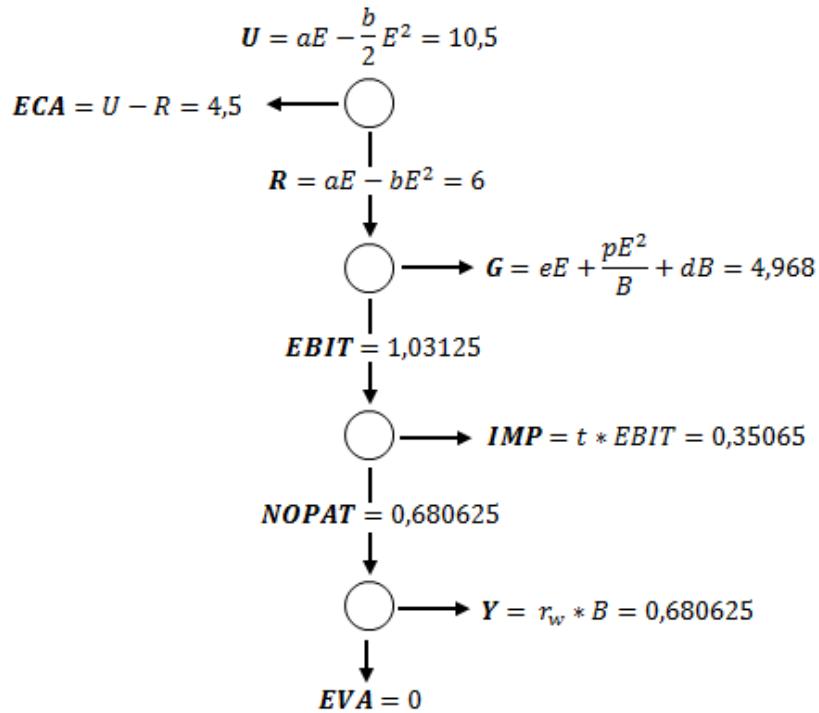 U = aE − b/2 E² = 10,5
ECA = U − R = 4,5
R = aE − bE² = 6
G = eE + pE²/B + dB = 4,968
EBIT = 1,03125
IMP = t ∗ EBIT = 0,35065
NOPAT = 0,680625
Y = r_w ∗ B = 0,680625
EVA = 0